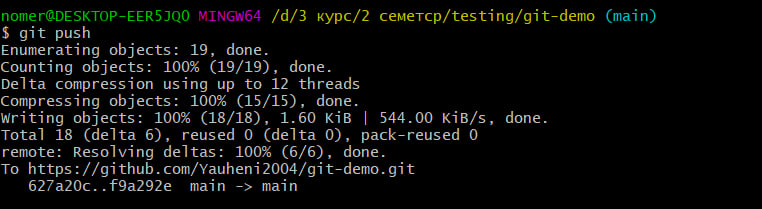 nomer@DESKTOP-EER5JQO MINGW64 /d/3 курс/2 семетср/testing/git-demo (main)
$ git push
Enumerating objects: 19, done.
Counting objects: 100% (19/19), done.
Delta compression using up to 12 threads
Compressing objects: 100% (15/15), done.
Writing objects: 100% (18/18), 1.60 KiB | 544.00 KiB/s, done.
Total 18 (delta 6), reused 0 (delta 0), pack-reused 0
remote: Resolving deltas: 100% (6/6), done.
To https://github.com/Yauheni2004/git-demo.git
   627a20c..f9a292e  main -> main